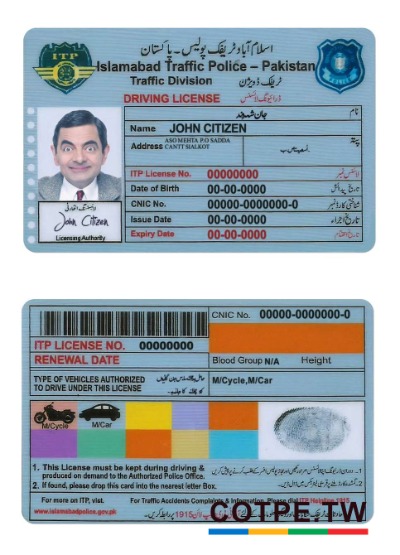 اسلام آباد ٹریفک پولیس ۔ پاکستان
ITP
Islamabad Traffic Police – Pakistan
Traffic Division ٹریفک ڈویژن
DRIVING LICENSE ڈرائیونگ لائسنس
نام
Name JOHN CITIZEN
Address ASO MEHTA P/O SADDA پتہ
CANTT SIALKOT
ITP License No. 00000000 لائسنس نمبر
Date of Birth 00-00-0000 تاریخ پیدائش
CNIC No. 00000-0000000-0 شناختی کارڈ نمبر
Issue Date 00-00-0000 تاریخ اجراء
Expiry Date 00-00-0000 تاریخ اختتام
John Citizen
Licensing Authority
CNIC No. 00000-0000000-0
ITP LICENSE NO. 00000000
RENEWAL DATE
Blood Group N/A Height
TYPE OF VEHICLES AUTHORIZED
TO DRIVE UNDER THIS LICENSE
M/Cycle,M/Car
M/Cycle M/Car
1. This License must be kept during driving &
produced on demand to the Authorized Police Office.
2. If found, please drop this card into the nearest letter Box.
For more on ITP, visit. For Traffic Complaints & Information, Please dial ITP Helpline 1915
www.islamabadpolice.gov.pk
COTPE.TW